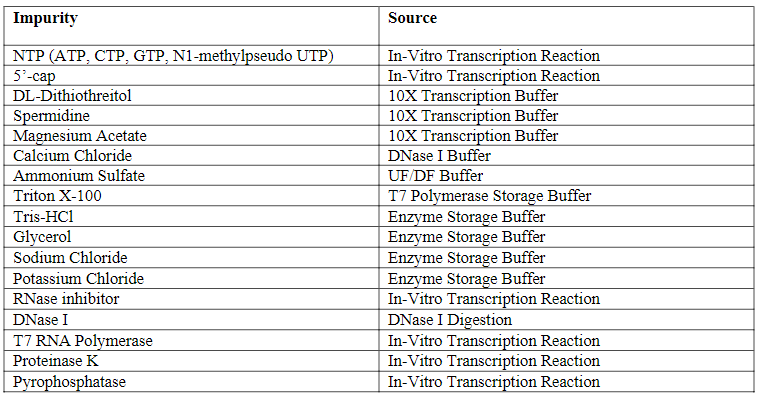 Impurity Source
NTP (ATP, CTP, GTP, N1-methylpseudo UTP) In-Vitro Transcription Reaction
5’-cap In-Vitro Transcription Reaction
DL-Dithiothreitol 10X Transcription Buffer
Spermidine 10X Transcription Buffer
Magnesium Acetate 10X Transcription Buffer
Calcium Chloride DNase I Buffer
Ammonium Sulfate UF/DF Buffer
Triton X-100 T7 Polymerase Storage Buffer
Tris-HCl Enzyme Storage Buffer
Glycerol Enzyme Storage Buffer
Sodium Chloride Enzyme Storage Buffer
Potassium Chloride Enzyme Storage Buffer
RNase inhibitor In-Vitro Transcription Reaction
DNase I DNase I Digestion
T7 RNA Polymerase In-Vitro Transcription Reaction
Proteinase K In-Vitro Transcription Reaction
Pyrophosphatase In-Vitro Transcription Reaction